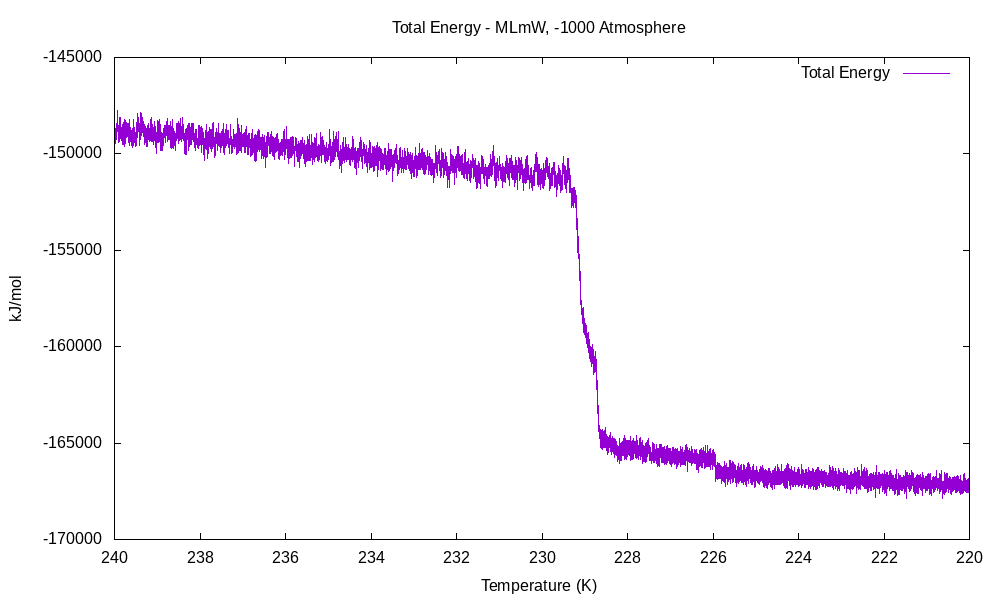 Total Energy - MLmW, -1000 Atmosphere
Total Energy
-145000
-150000
-155000
-160000
-165000
-170000
kJ/mol
240 238 236 234 232 230 228 226 224 222 220
Temperature (K)